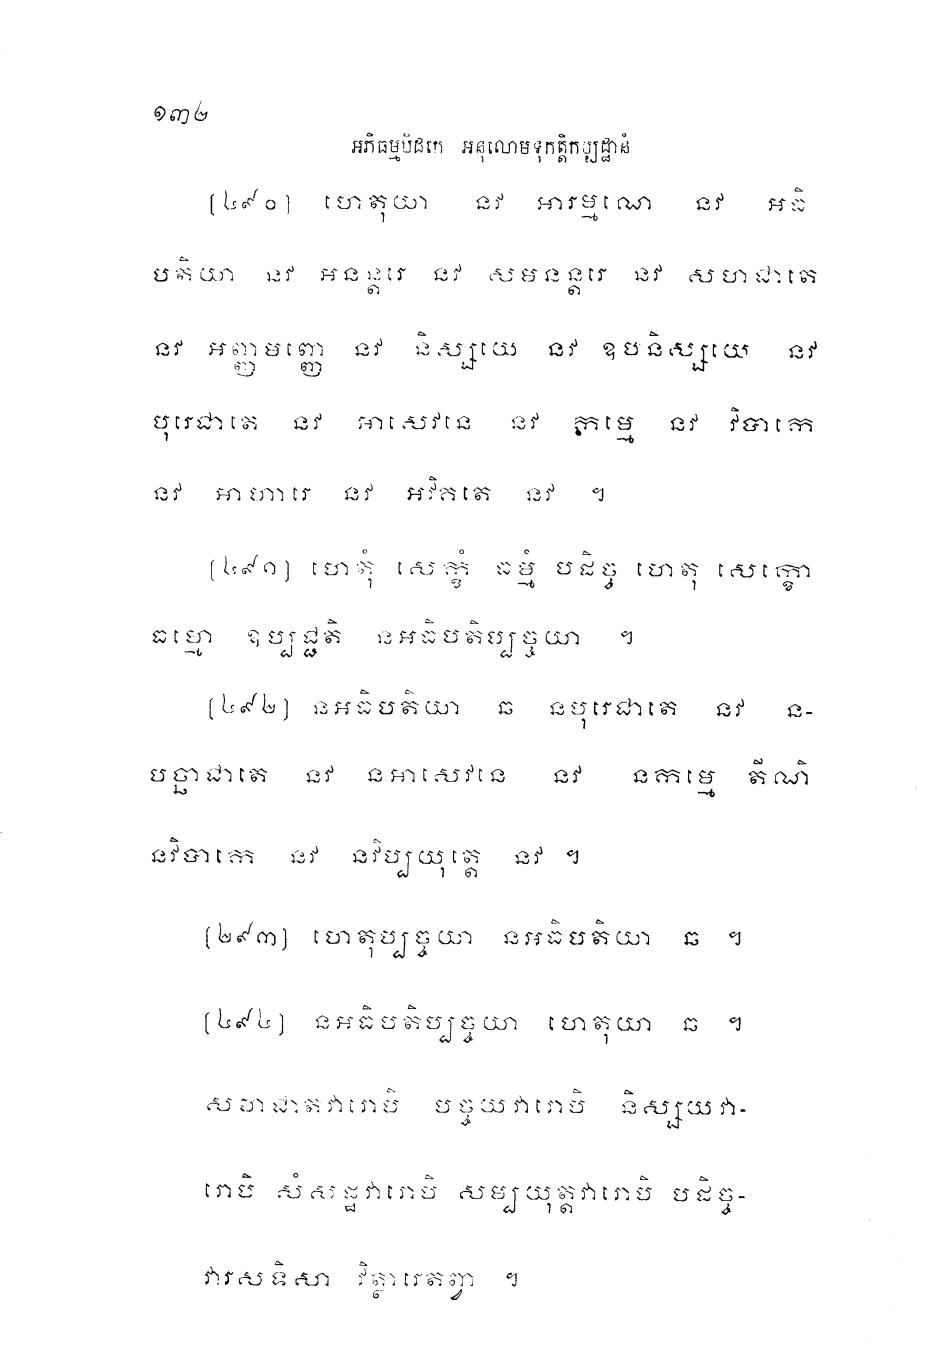 ១៣២
អភិធម្មបិដកេ អនុលោមទុកត្តិកប្បដ្ឋានំ
[៤៩០] ហេតុយា នវ អារម្មណេ នវ អធិ
បតិយា នវ អនន្តរេ នវ សមនន្តរេ នវ សហជាតេ
នវ អញ្ញមញ្ញេ នវ និស្សយេ នវ ឧបនិស្សយេ នវ
បុរេជាតេ នវ អាសេវនេ នវ កម្មេ នវ វិបាកេ
នវ អាហារេ នវ អវិគតេ នវ ។
[៤៩១] ហេតុំ សេក្ខំ ធម្មំ បដិច្ច ហេតុ សេក្ខោ
ធម្មោ ឧប្បជ្ជតិ នអធិបតិប្បច្ចយា ។
[៤៩២] នអធិបតិយា ឆ នបុរេជាតេ នវ ន-
បច្ឆាជាតេ នវ នអាសេវនេ នវ នកម្មេ តីណិ
នវិបាកេ នវ នវិប្បយុត្តេ នវ ។
[២៩៣] ហេតុប្បច្ចយា នអធិបតិយា ឆ ។
[៤៩៤] នអធិបតិប្បច្ចយា ហេតុយា ឆ ។
សហជាតវារោបិ បច្ចយវារោបិ និស្សយវា-
រោបិ សំសដ្ឋវារោបិ សម្បយុត្តវារោបិ បដិច្ច-
វារសទិសា វិត្ថារេតព្វា ។